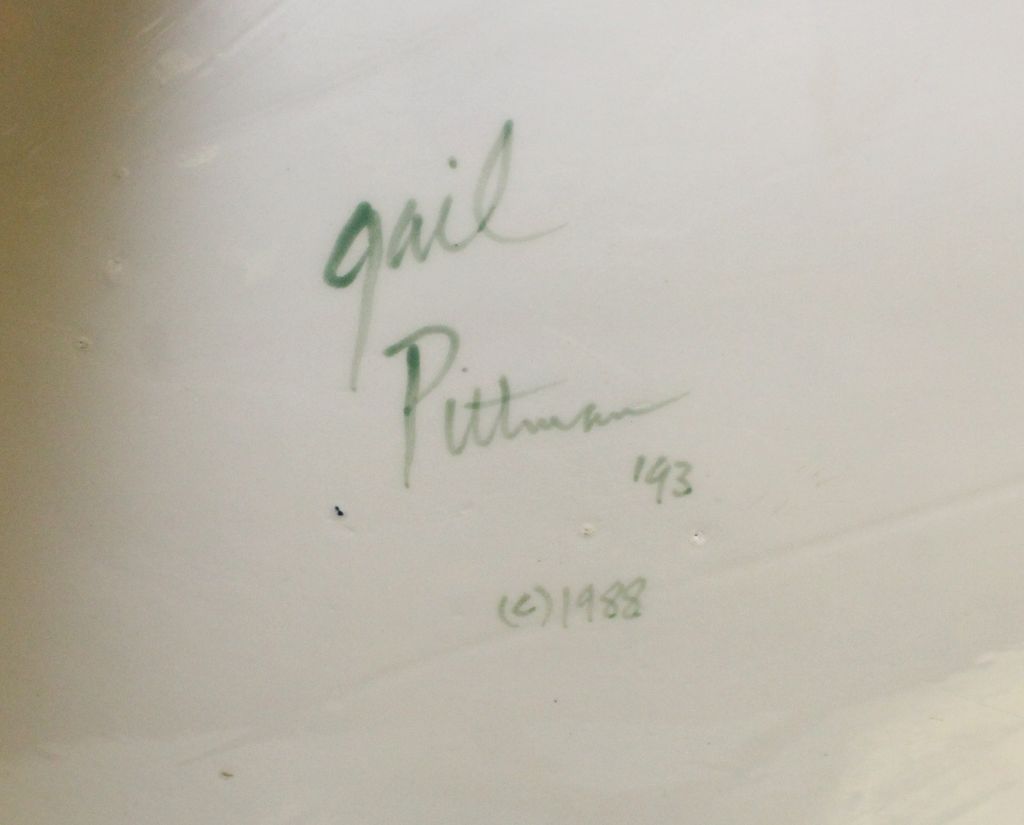 gail
Pittman
'93
(c) 1988